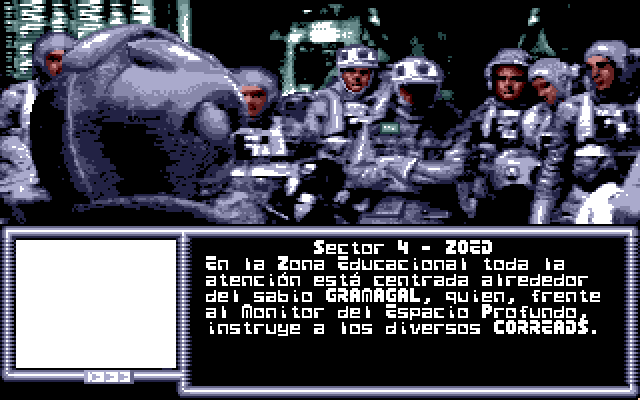 Sector 4 - ZOED
En la Zona Educacional toda la
atención está centrada alrededor
del sabio GRAMAGAL, quien, frente
al Monitor del Espacio Profundo,
instruye a los diversos CORREADS.